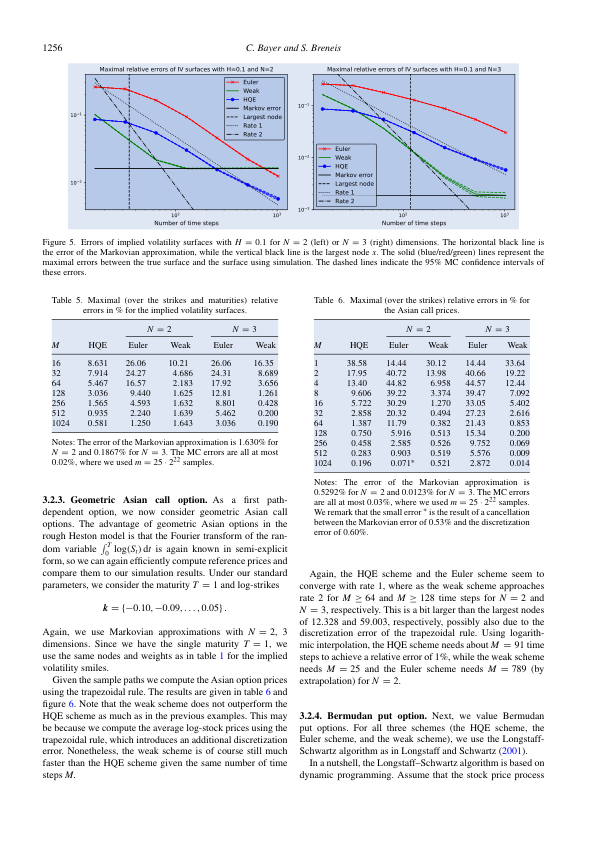 1256
C. Bayer and S. Breneis
Maximal relative errors of IV surfaces with H=0.1 and N=2
Euler
Weak
HQE
Markov error
Largest node
Rate 1
Rate 2
10⁻¹
10⁻²
10²
10³
Number of time steps
Maximal relative errors of IV surfaces with H=0.1 and N=3
Euler
Weak
HQE
Markov error
Largest node
Rate 1
Rate 2
10⁻¹
10⁻²
10⁻³
10²
10³
Number of time steps
Figure 5. Errors of implied volatility surfaces with H = 0.1 for N = 2 (left) or N = 3 (right) dimensions. The horizontal black line is
the error of the Markovian approximation, while the vertical black line is the largest node x. The solid (blue/red/green) lines represent the
maximal errors between the true surface and the surface using simulation. The dashed lines indicate the 95% MC confidence intervals of
these errors.
Table 5. Maximal (over the strikes and maturities) relative
errors in % for the implied volatility surfaces.
N = 2 N = 3
M HQE Euler Weak Euler Weak
16 8.631 26.06 10.21 26.06 16.35
32 7.914 24.27 4.686 24.31 8.689
64 5.467 16.57 2.183 17.92 3.656
128 3.036 9.440 1.625 12.81 1.261
256 1.565 4.593 1.632 8.801 0.428
512 0.935 2.240 1.639 5.462 0.200
1024 0.581 1.250 1.643 3.036 0.190
Notes: The error of the Markovian approximation is 1.630% for
N = 2 and 0.1867% for N = 3. The MC errors are all at most
0.02%, where we used m = 25 · 2²² samples.
3.2.3. Geometric Asian call option. As a first path-
dependent option, we now consider geometric Asian call
options. The advantage of geometric Asian options in the
rough Heston model is that the Fourier transform of the ran-
dom variable ∫₀ᵀ log(Sₜ) dt is again known in semi-explicit
form, so we can again efficiently compute reference prices and
compare them to our simulation results. Under our standard
parameters, we consider the maturity T = 1 and log-strikes
k = {−0.10, −0.09, . . . , 0.05} .
Again, we use Markovian approximations with N = 2, 3
dimensions. Since we have the single maturity T = 1, we
use the same nodes and weights as in table 1 for the implied
volatility smiles.
Given the sample paths we compute the Asian option prices
using the trapezoidal rule. The results are given in table 6 and
figure 6. Note that the weak scheme does not outperform the
HQE scheme as much as in the previous examples. This may
be because we compute the average log-stock prices using the
trapezoidal rule, which introduces an additional discretization
error. Nonetheless, the weak scheme is of course still much
faster than the HQE scheme given the same number of time
steps M.
Table 6. Maximal (over the strikes) relative errors in % for
the Asian call prices.
N = 2 N = 3
M HQE Euler Weak Euler Weak
1 38.58 14.44 30.12 14.44 33.64
2 17.95 40.72 13.98 40.66 19.22
4 13.40 44.82 6.958 44.57 12.44
8 9.606 39.22 3.374 39.47 7.092
16 5.722 30.29 1.270 33.05 5.402
32 2.858 20.32 0.494 27.23 2.616
64 1.387 11.79 0.382 21.43 0.853
128 0.750 5.916 0.513 15.34 0.200
256 0.458 2.585 0.526 9.752 0.069
512 0.283 0.903 0.519 5.576 0.009
1024 0.196 0.071* 0.521 2.872 0.014
Notes: The error of the Markovian approximation is
0.5292% for N = 2 and 0.0123% for N = 3. The MC errors
are all at most 0.03%, where we used m = 25 · 2²² samples.
We remark that the small error * is the result of a cancellation
between the Markovian error of 0.53% and the discretization
error of 0.60%.
Again, the HQE scheme and the Euler scheme seem to
converge with rate 1, where as the weak scheme approaches
rate 2 for M ≥ 64 and M ≥ 128 time steps for N = 2 and
N = 3, respectively. This is a bit larger than the largest nodes
of 12.328 and 59.003, respectively, possibly also due to the
discretization error of the trapezoidal rule. Using logarith-
mic interpolation, the HQE scheme needs about M = 91 time
steps to achieve a relative error of 1%, while the weak scheme
needs M = 25 and the Euler scheme needs M = 789 (by
extrapolation) for N = 2.
3.2.4. Bermudan put option. Next, we value Bermudan
put options. For all three schemes (the HQE scheme, the
Euler scheme, and the weak scheme), we use the Longstaff-
Schwartz algorithm as in Longstaff and Schwartz (2001).
In a nutshell, the Longstaff–Schwartz algorithm is based on
dynamic programming. Assume that the stock price process